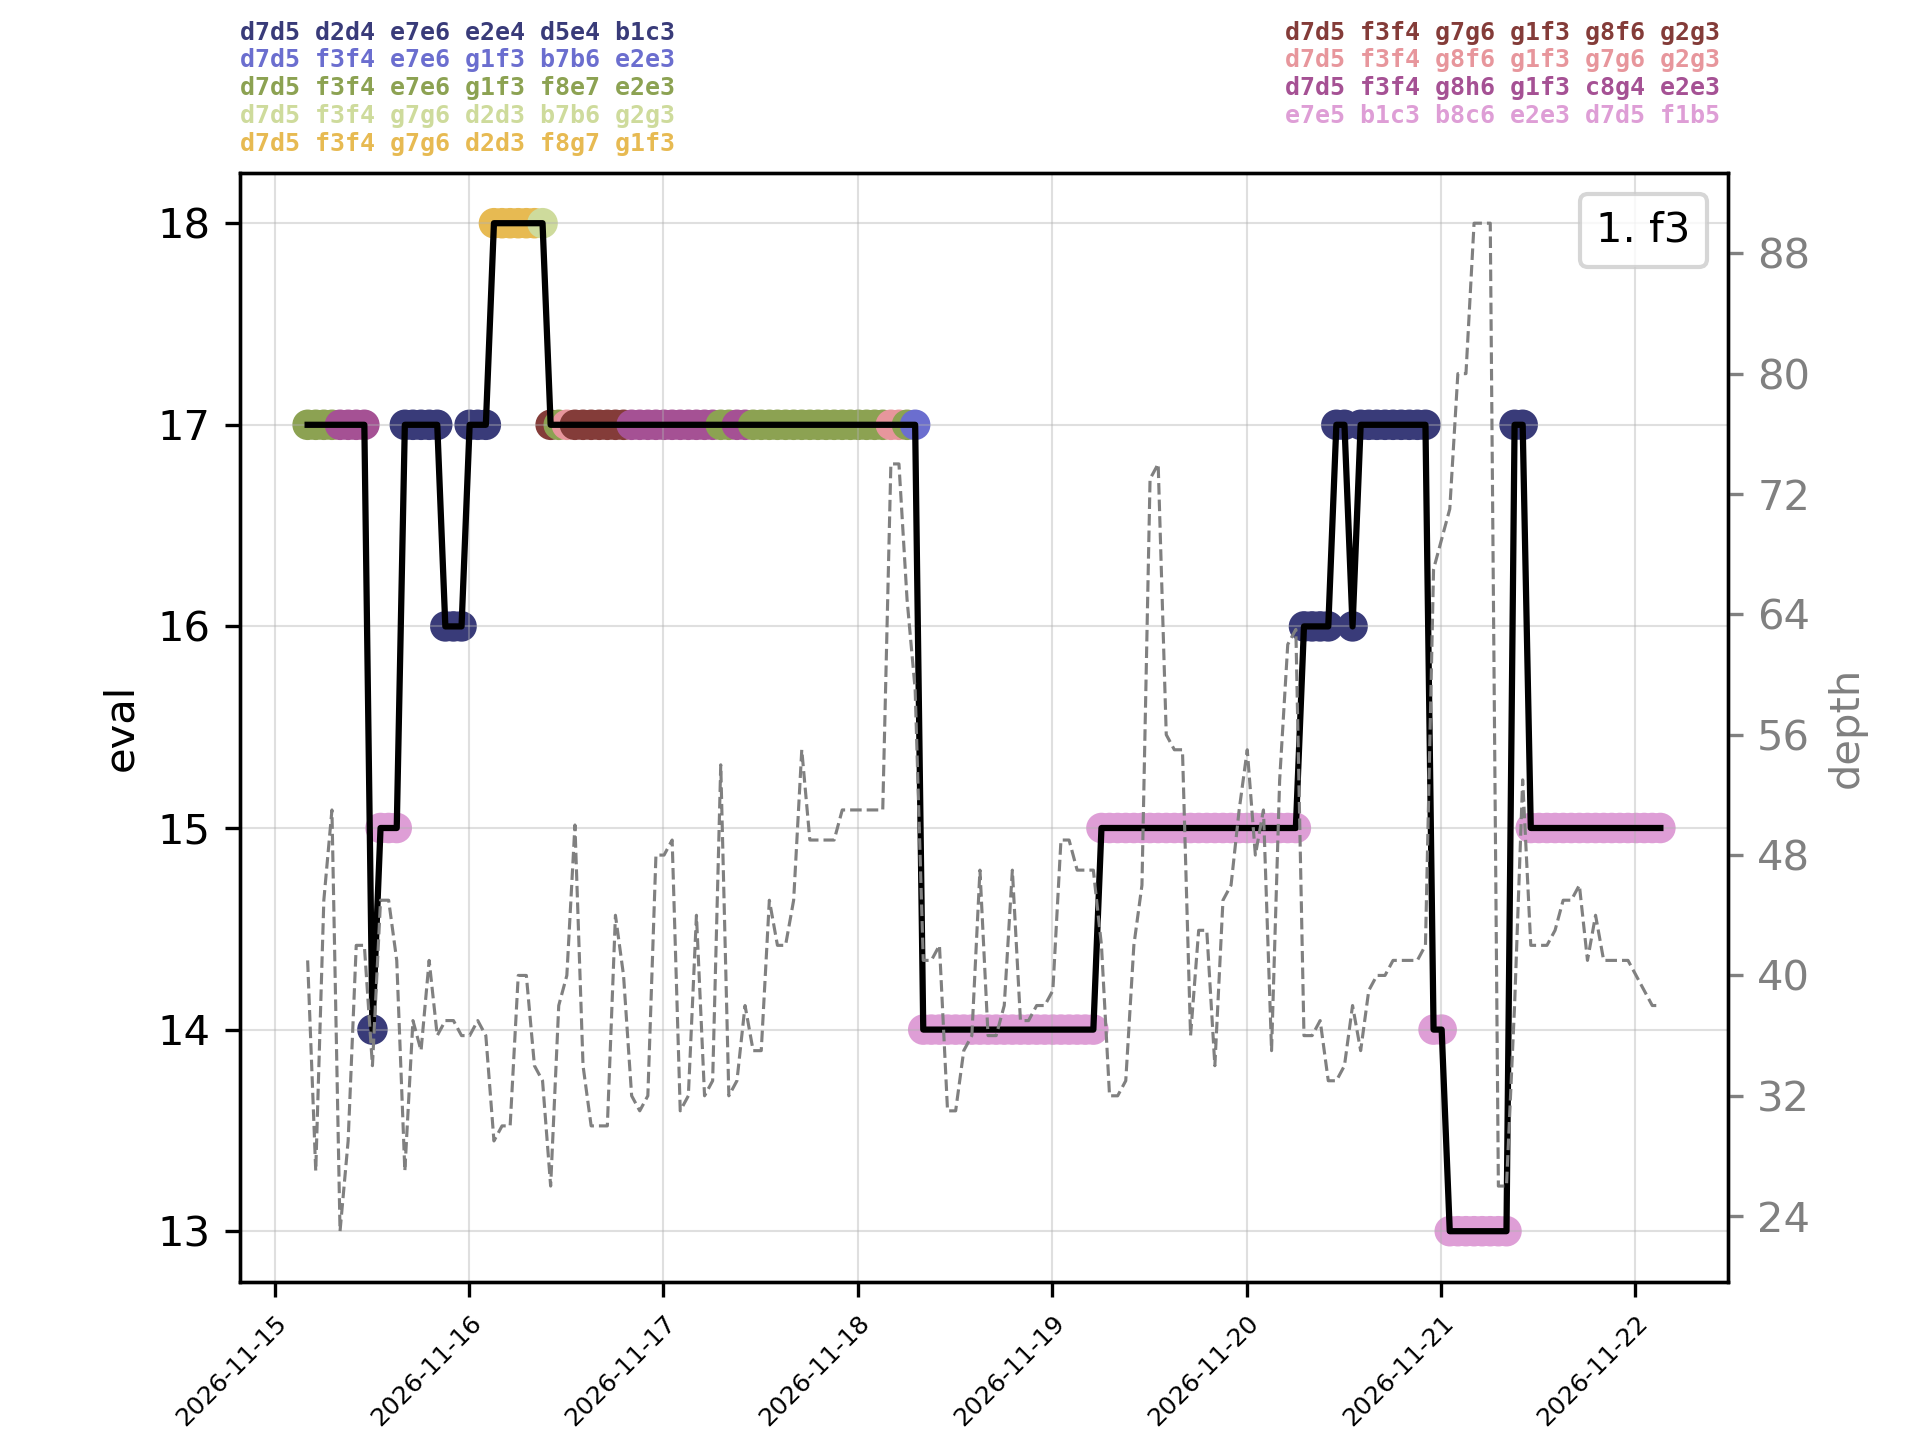 d7d5 d2d4 e7e6 e2e4 d5e4 b1c3
d7d5 f3f4 e7e6 g1f3 b7b6 e2e3
d7d5 f3f4 e7e6 g1f3 f8e7 e2e3
d7d5 f3f4 g7g6 d2d3 b7b6 g2g3
d7d5 f3f4 g7g6 d2d3 f8g7 g1f3
d7d5 f3f4 g7g6 g1f3 g8f6 g2g3
d7d5 f3f4 g8f6 g1f3 g7g6 g2g3
d7d5 f3f4 g8h6 g1f3 c8g4 e2e3
e7e5 b1c3 b8c6 e2e3 d7d5 f1b5
1. f3
eval
18
17
16
15
14
13
depth
88
80
72
64
56
48
40
32
24
2026-11-15
2026-11-16
2026-11-17
2026-11-18
2026-11-19
2026-11-20
2026-11-21
2026-11-22